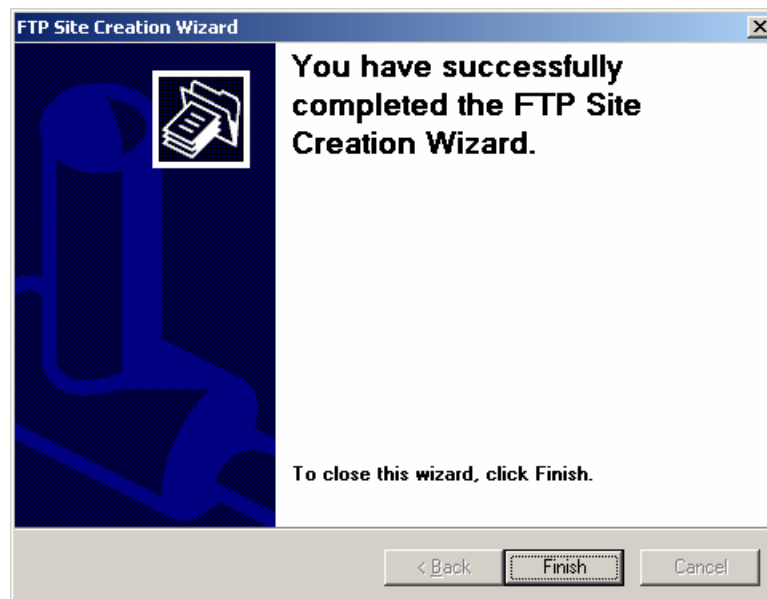 FTP Site Creation Wizard
You have successfully
completed the FTP Site
Creation Wizard.
To close this wizard, click Finish.
< Back
Finish
Cancel